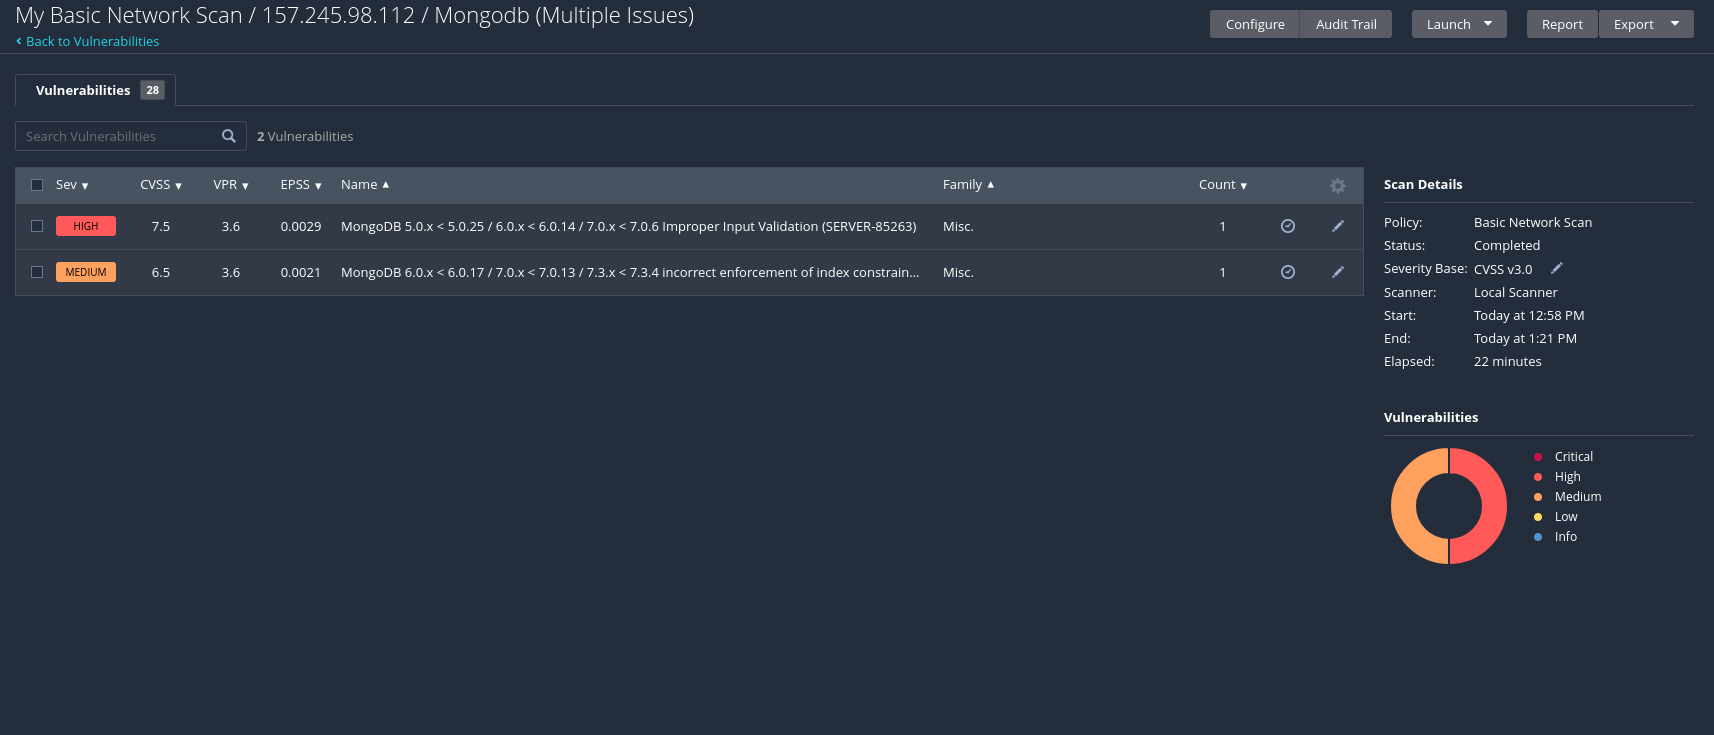 My Basic Network Scan / 157.245.98.112 / Mongodb (Multiple Issues)
Back to Vulnerabilities
Configure Audit Trail Launch Report Export
Vulnerabilities 28
Search Vulnerabilities 2 Vulnerabilities
Sev CVSS VPR EPSS Name Family Count
HIGH 7.5 3.6 0.0029 MongoDB 5.0.x < 5.0.25 / 6.0.x < 6.0.14 / 7.0.x < 7.0.6 Improper Input Validation (SERVER-85263) Misc. 1
MEDIUM 6.5 3.6 0.0021 MongoDB 6.0.x < 6.0.17 / 7.0.x < 7.0.13 / 7.3.x < 7.3.4 incorrect enforcement of index constrain... Misc. 1
Scan Details
Policy: Basic Network Scan
Status: Completed
Severity Base: CVSS v3.0
Scanner: Local Scanner
Start: Today at 12:58 PM
End: Today at 1:21 PM
Elapsed: 22 minutes
Vulnerabilities
Critical
High
Medium
Low
Info